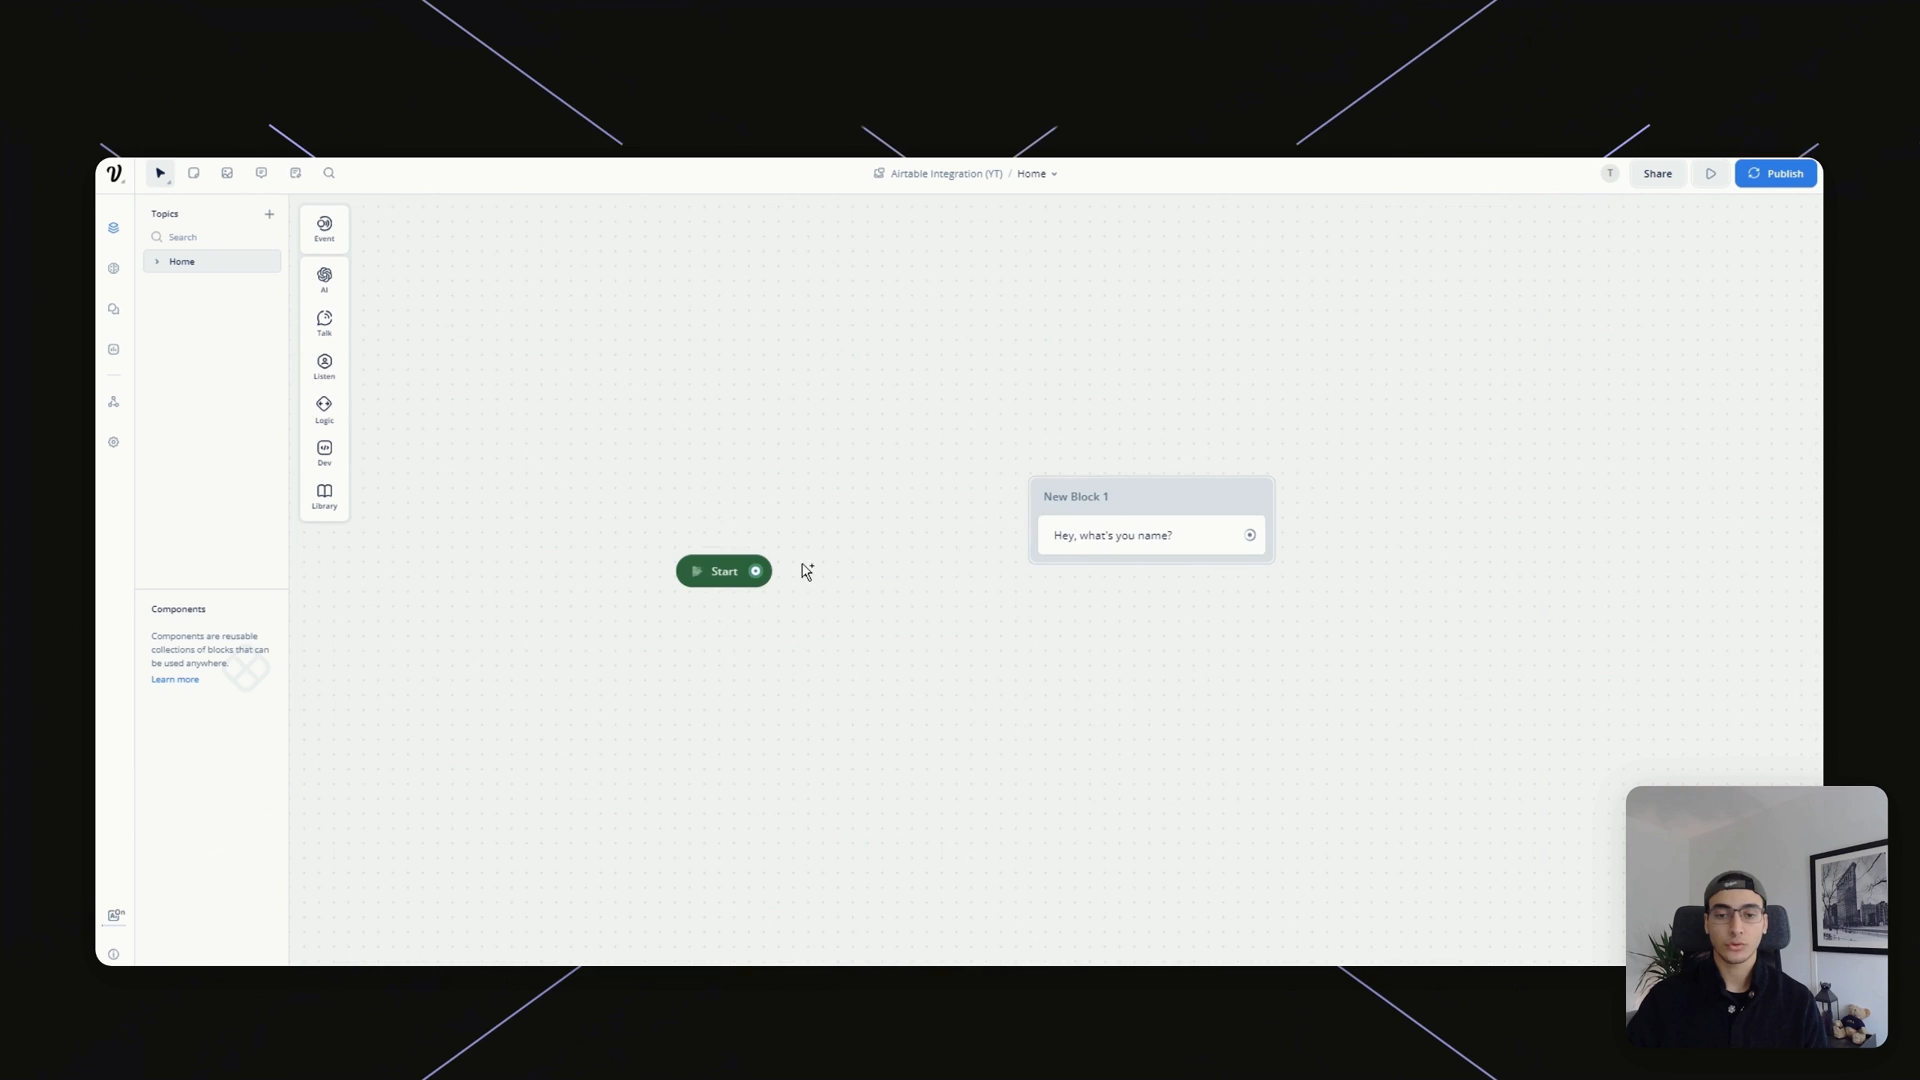 Airtable Integration (YT) / Home
T
Share
Publish
Topics
Search
Home
Event
AI
Talk
Listen
Logic
Dev
Library
New Block 1
Hey, what's you name?
Start
Components
Components are reusable
collections of blocks that can
be used anywhere.
Learn more